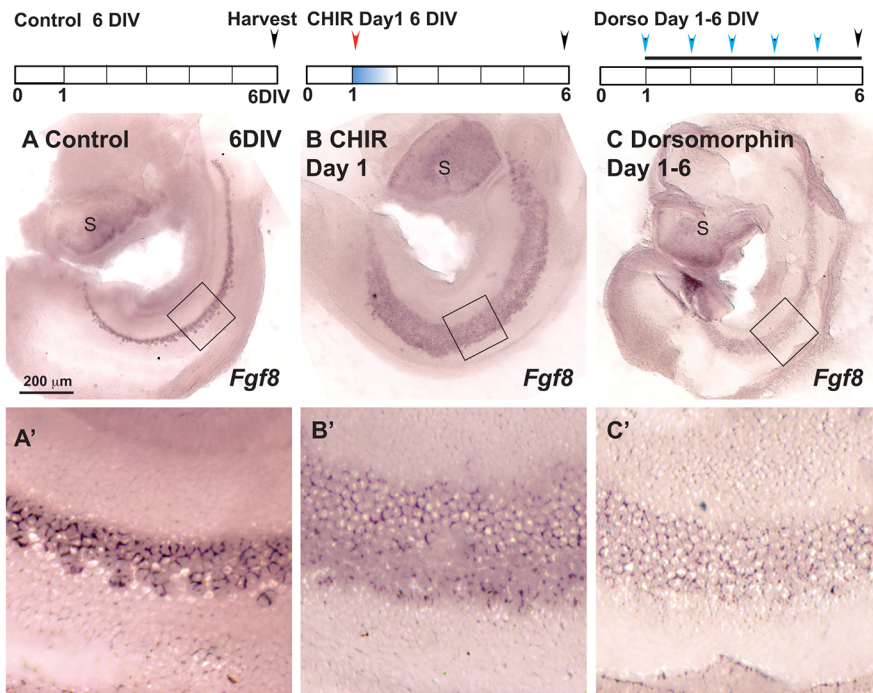 Control 6 DIV
Harvest
CHIR Day1 6 DIV
Dorso Day 1-6 DIV
0 1 6DIV
0 1 6
0 1 6
A Control
6DIV
S
Fgf8
200 µm
B CHIR
Day 1
S
Fgf8
C Dorsomorphin
Day 1-6
S
Fgf8
A’
B’
C’